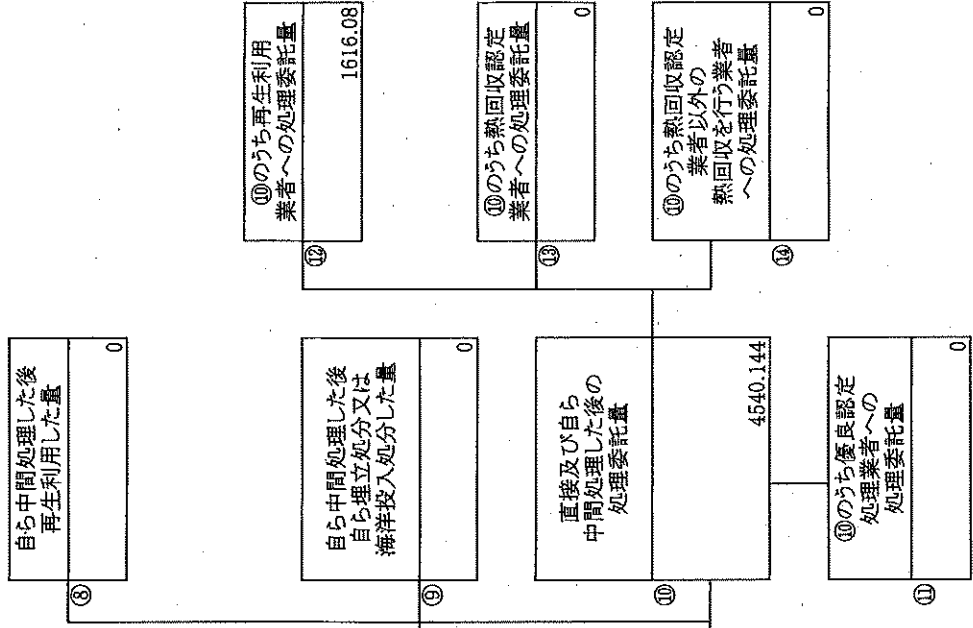 ⑧
自ら中間処理した後
再生利用した量
0
⑨
自ら中間処理した後
自ら埋立処分又は
海洋投入処分した量
0
⑩
直接及び自ら
中間処理した後の
処理委託量
4540.144
⑪
⑩のうち優良認定
処理業者への
処理委託量
0
⑫
⑩のうち再生利用
業者への処理委託量
1616.08
⑬
⑩のうち熱回収認定
業者への処理委託量
0
⑭
⑩のうち熱回収認定
業者以外の
熱回収を行う業者
への処理委託量
0